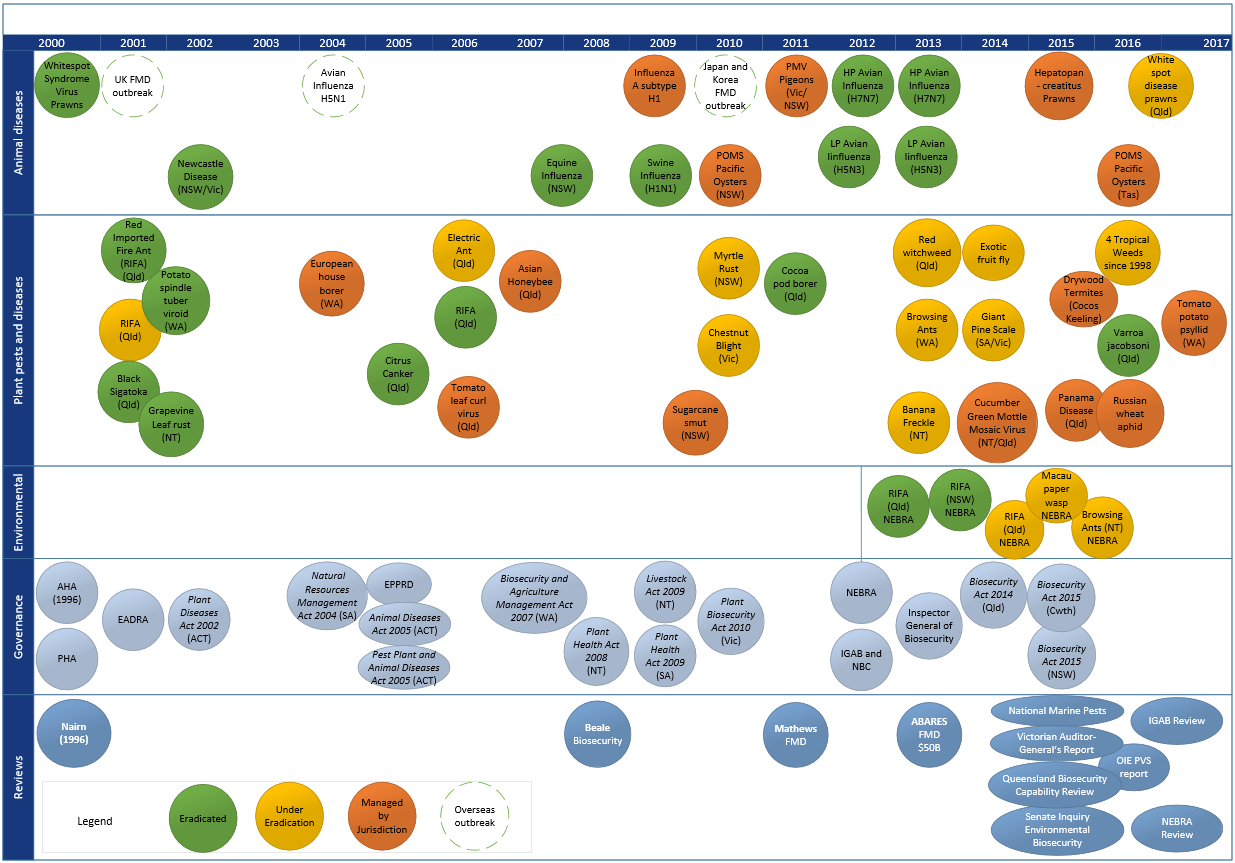 2000 2001 2002 2003 2004 2005 2006 2007 2008 2009 2010 2011 2012 2013 2014 2015 2016 2017
Animal diseases
Whitespot
Syndrome
Virus
Prawns
UK FMD
outbreak
Avian
Influenza
H5N1
Influenza
A subtype
H1
Japan and
Korea
FMD
outbreak
PMV
Pigeons
(Vic/
NSW)
HP Avian
Influenza
(H7N7)
HP Avian
Influenza
(H7N7)
Hepatopan
- creatitus
Prawns
White
spot
disease
prawns
(Qld)
Newcastle
Disease
(NSW/Vic)
Equine
Influenza
(NSW)
Swine
Influenza
(H1N1)
POMS
Pacific
Oysters
(NSW)
LP Avian
Iinfluenza
(H5N3)
LP Avian
Iinfluenza
(H5N3)
POMS
Pacific
Oysters
(Tas)
Plant pests and diseases
Red
Imported
Fire Ant
(RIFA)
(Qld)
Potato
spindle
tuber
viroid
(WA)
RIFA
(Qld)
Black
Sigatoka
(Qld)
Grapevine
Leaf rust
(NT)
European
house
borer
(WA)
Citrus
Canker
(Qld)
Electric
Ant
(Qld)
RIFA
(Qld)
Tomato
leaf curl
virus
(Qld)
Asian
Honeybee
(Qld)
Sugarcane
smut
(NSW)
Myrtle
Rust
(NSW)
Chestnut
Blight
(Vic)
Cocoa
pod borer
(Qld)
Red
witchweed
(Qld)
Browsing
Ants
(WA)
Banana
Freckle
(NT)
Exotic
fruit fly
Giant
Pine Scale
(SA/Vic)
Cucumber
Green Mottle
Mosaic Virus
(NT/Qld)
Drywood
Termites
(Cocos
Keeling)
Panama
Disease
(Qld)
4 Tropical
Weeds
since 1998
Varroa
jacobsoni
(Qld)
Russian
wheat
aphid
Tomato
potato
psyllid
(WA)
Environmental
RIFA
(Qld)
NEBRA
RIFA
(NSW)
NEBRA
RIFA
(Qld)
NEBRA
Macau
paper
wasp
NEBRA
Browsing
Ants (NT)
NEBRA
Governance
AHA
(1996)
PHA
EADRA
Plant
Diseases
Act 2002
(ACT)
Natural
Resources
Management
Act 2004 (SA)
EPPRD
Animal Diseases
Act 2005 (ACT)
Pest Plant and
Animal Diseases
Act 2005 (ACT)
Biosecurity and
Agriculture
Management Act
2007 (WA)
Plant
Health Act
2008
(NT)
Livestock
Act 2009
(NT)
Plant
Health
Act 2009
(SA)
Plant
Biosecurity
Act 2010
(Vic)
NEBRA
IGAB and
NBC
Inspector
General of
Biosecurity
Biosecurity
Act 2014
(Qld)
Biosecurity
Act 2015
(Cwth)
Biosecurity
Act 2015
(NSW)
Reviews
Nairn
(1996)
Beale
Biosecurity
Mathews
FMD
ABARES
FMD
$50B
National Marine Pests
Victorian Auditor-
General's Report
Queensland Biosecurity
Capability Review
Senate Inquiry
Environmental
Biosecurity
IGAB Review
OIE PVS
report
NEBRA
Review
Legend
Eradicated
Under
Eradication
Managed
by
Jurisdiction
Overseas
outbreak